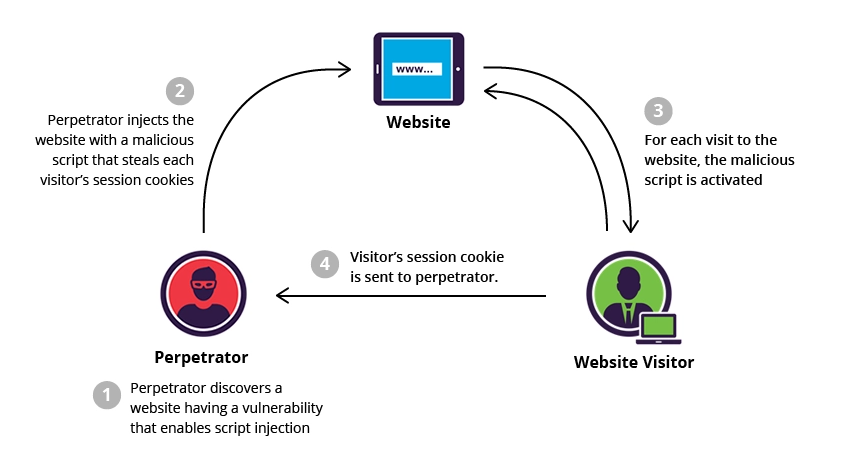 www...
Website
2
Perpetrator injects the
website with a malicious
script that steals each
visitor's session cookies
3
For each visit to the
website, the malicious
script is activated
4
Visitor's session cookie
is sent to perpetrator.
Perpetrator
Website Visitor
1
Perpetrator discovers a
website having a vulnerability
that enables script injection